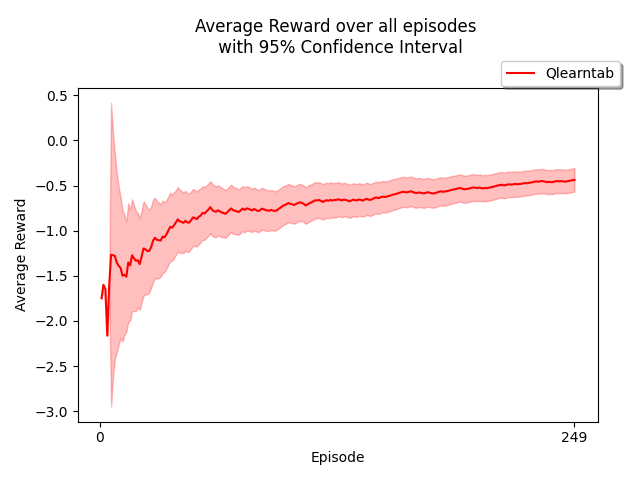 Average Reward over all episodes
with 95% Confidence Interval
Qlearntab
0.5
0.0
−0.5
−1.0
−1.5
−2.0
−2.5
−3.0
Average Reward
0
249
Episode